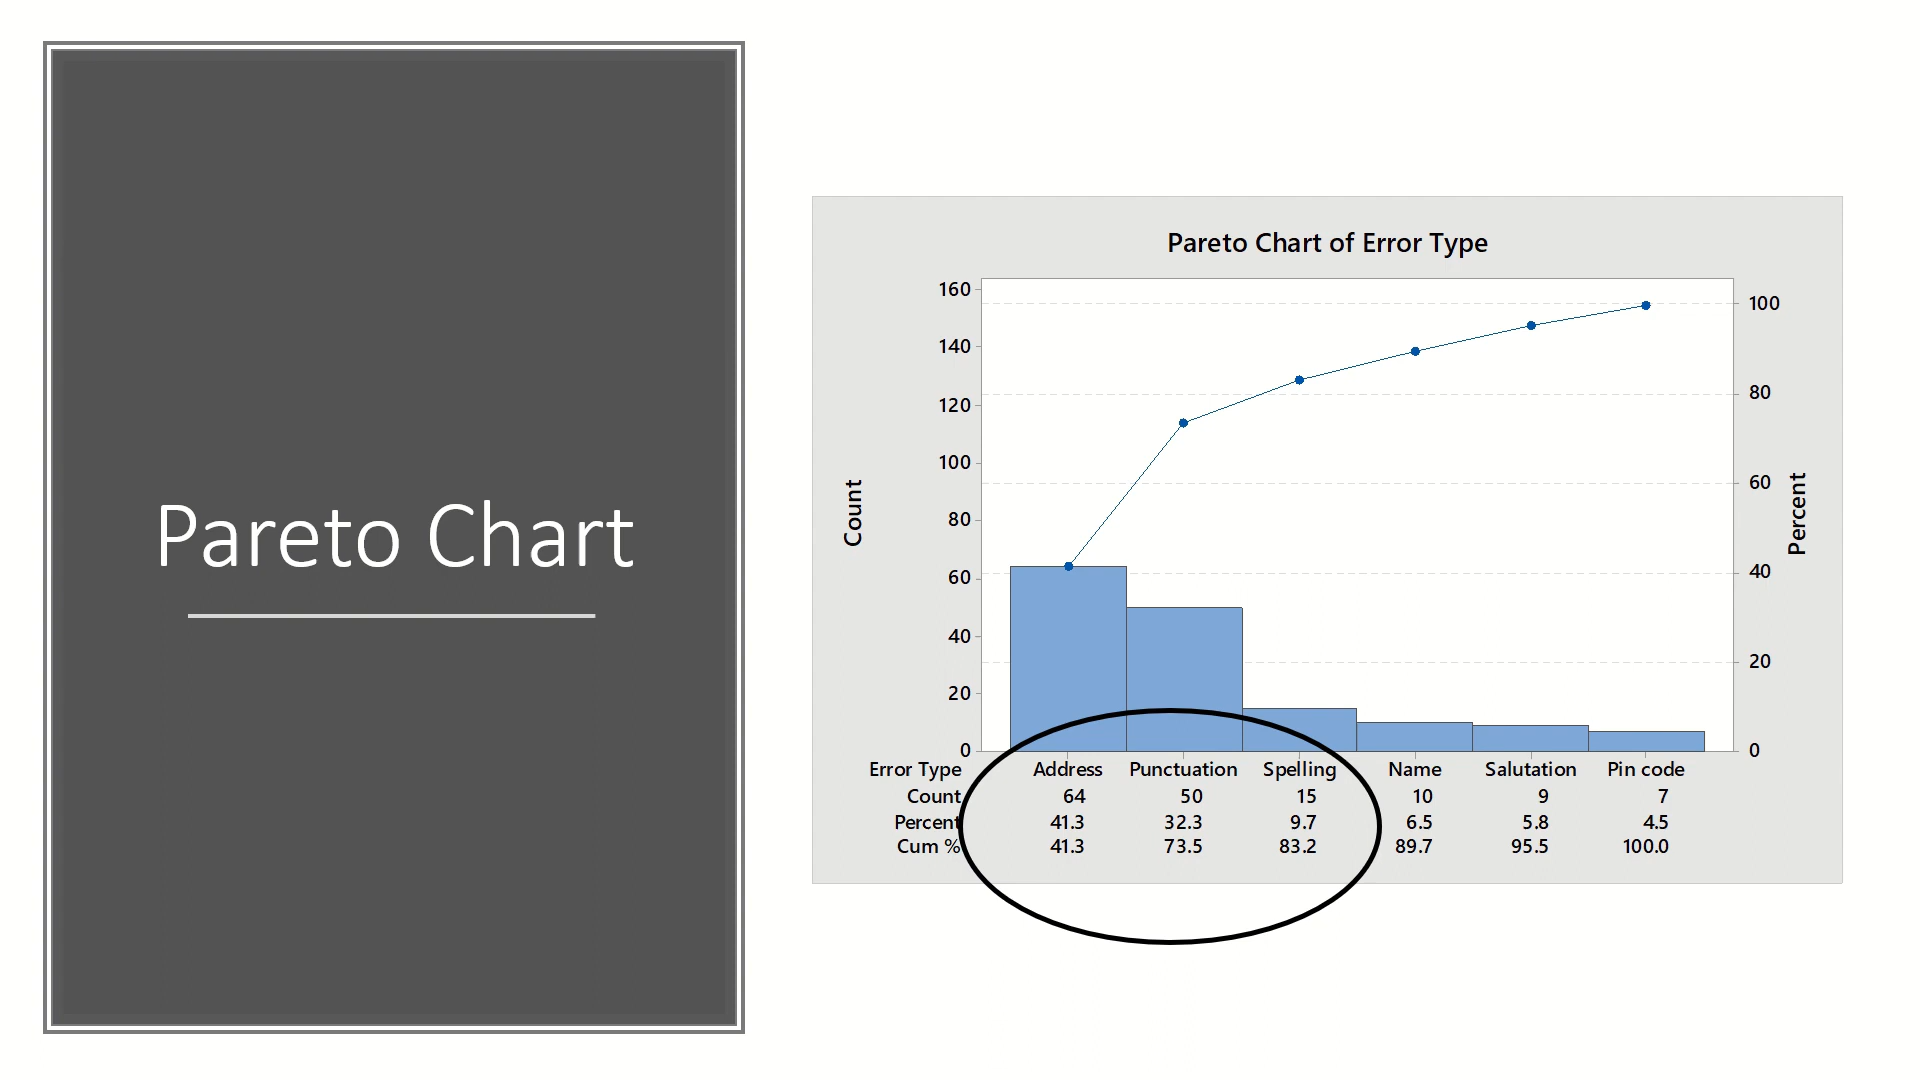 Pareto Chart
Pareto Chart of Error Type
160
140
120
100
80
60
40
20
0
Count
100
80
60
40
20
0
Percent
Error Type Address Punctuation Spelling Name Salutation Pin code
Count 64 50 15 10 9 7
Percent 41.3 32.3 9.7 6.5 5.8 4.5
Cum % 41.3 73.5 83.2 89.7 95.5 100.0